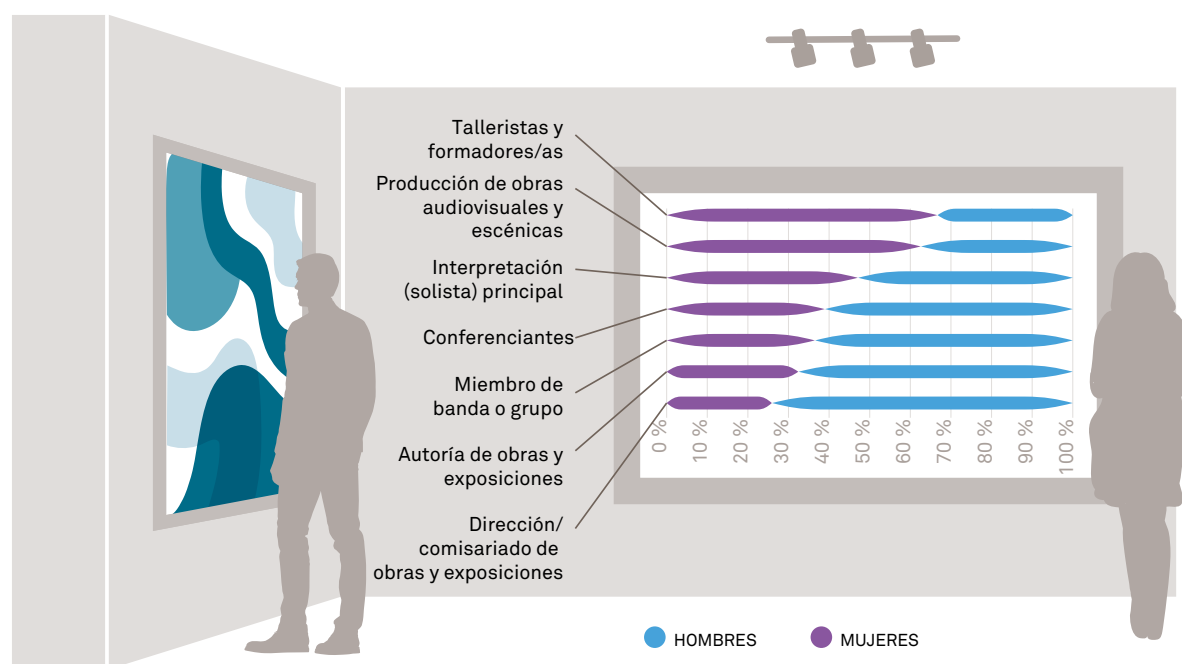 Talleristas y
formadores/as
Producción de obras
audiovisuales y
escénicas
Interpretación
(solista) principal
Conferenciantes
Miembro de
banda o grupo
Autoría de obras y
exposiciones
Dirección/
comisariado de
obras y exposiciones
0 %
10 %
20 %
30 %
40 %
50 %
60 %
70 %
80 %
90 %
100 %
HOMBRES
MUJERES